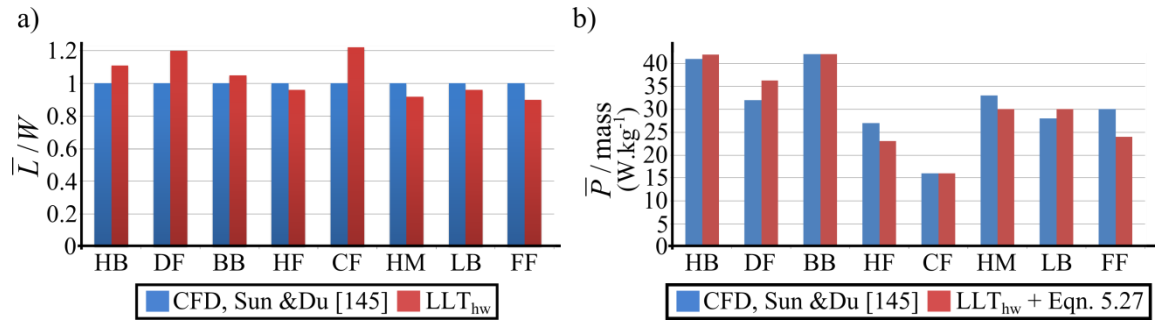 a)
L̅ / W
1.2
1
0.8
0.6
0.4
0.2
0
HB DF BB HF CF HM LB FF
CFD, Sun &Du [145] LLThw
b)
P̅ / mass
(W.kg-1)
40
35
30
25
20
15
10
5
0
HB DF BB HF CF HM LB FF
CFD, Sun &Du [145] LLThw + Eqn. 5.27